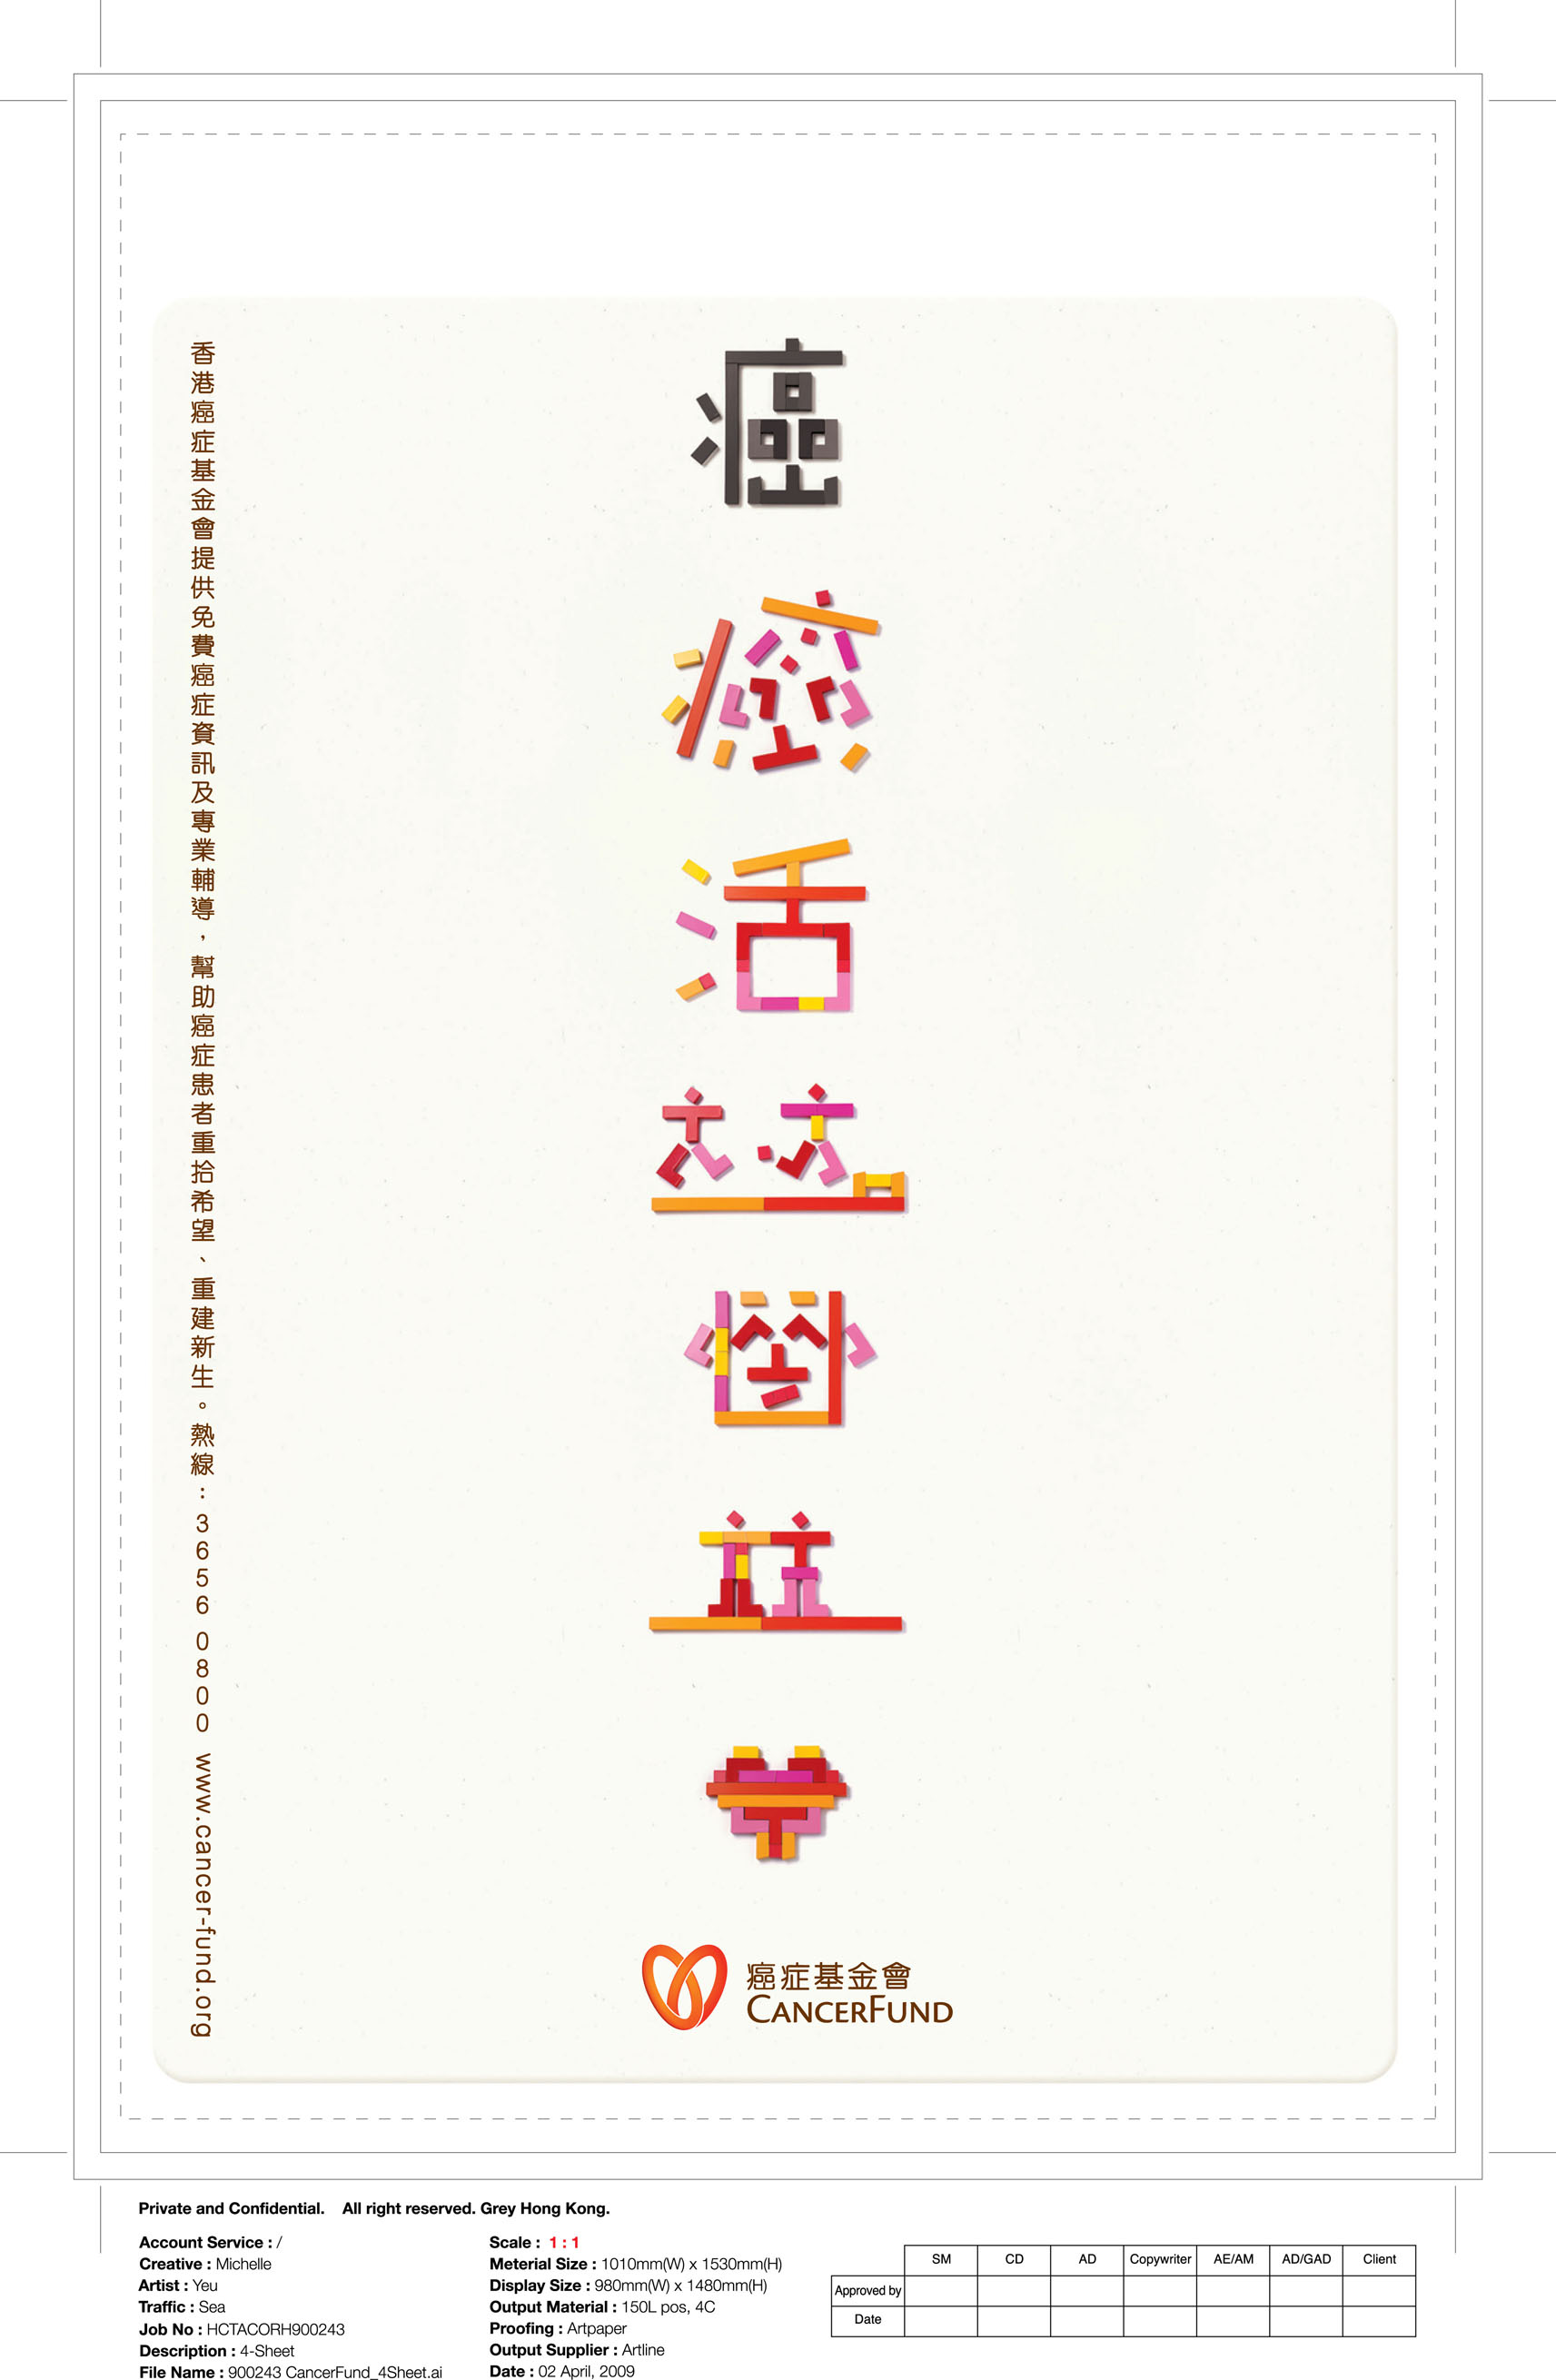 香港癌症基金會提供免費癌症資訊及專業輔導，幫助癌症患者重拾希望、重建新生。熱線：3656 0800 www.cancer-fund.org
癌
活
癌症基金會
CANCERFUND
Private and Confidential. All right reserved. Grey Hong Kong.
Account Service : /
Creative : Michelle
Artist : Yeu
Traffic : Sea
Job No : HCTACORH900243
Description : 4-Sheet
File Name : 900243 CancerFund_4Sheet.ai
Scale : 1 : 1
Meterial Size : 1010mm(W) x 1530mm(H)
Display Size : 980mm(W) x 1480mm(H)
Output Material : 150L pos, 4C
Proofing : Artpaper
Output Supplier : Artline
Date : 02 April, 2009
SM CD AD Copywriter AE/AM AD/GAD Client
Approved by
Date